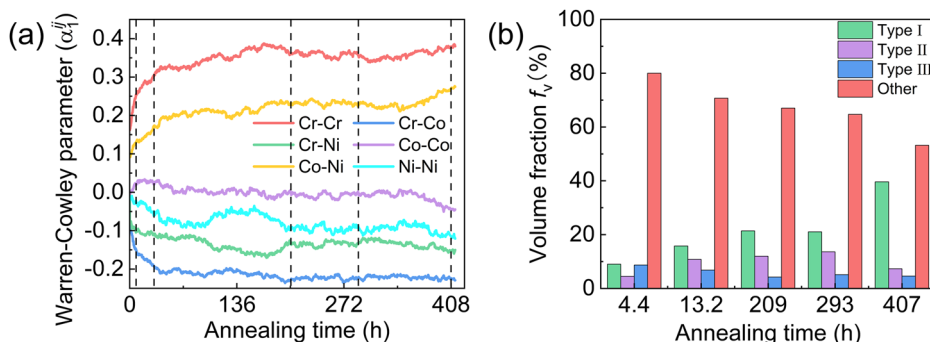 (a)
Warren-Cowley parameter (α₁ⁱʲ)
0.4
0.3
0.2
0.1
0.0
-0.1
-0.2
Cr-Cr
Cr-Co
Cr-Ni
Co-Co
Co-Ni
Ni-Ni
0
136
272
408
Annealing time (h)
(b)
Volume fraction fᵥ(%)
100
80
60
40
20
0
Type I
Type II
Type III
Other
4.4
13.2
209
293
407
Annealing time (h)